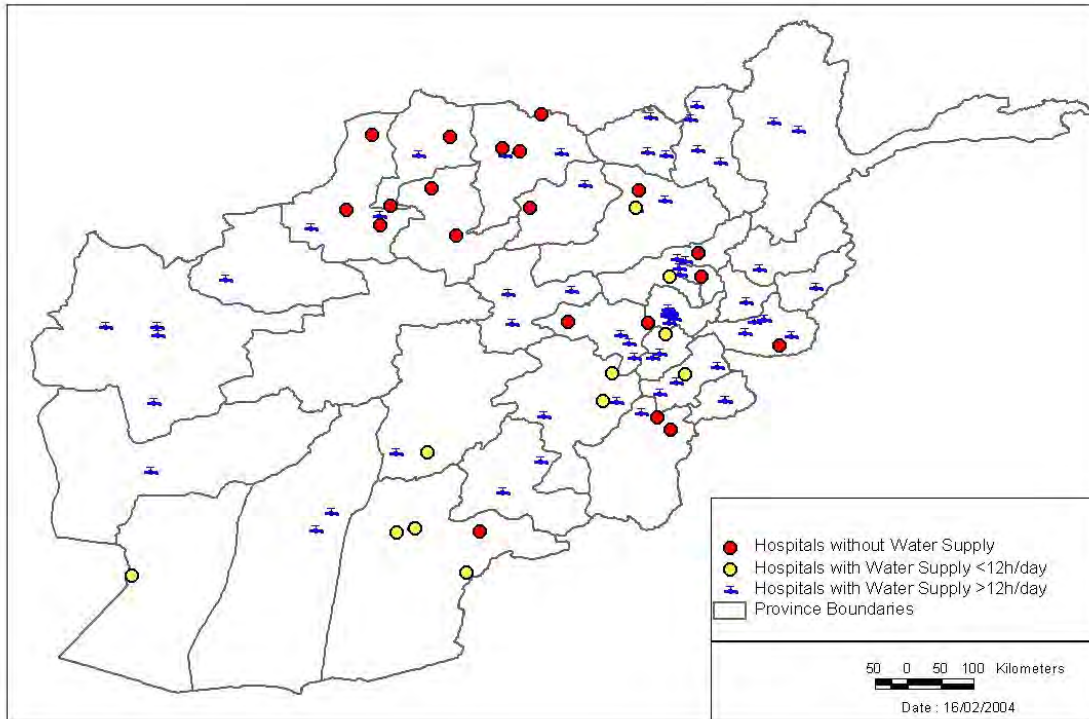 Hospitals without Water Supply
Hospitals with Water Supply <12h/day
Hospitals with Water Supply >12h/day
Province Boundaries
50 0 50 100 Kilometers
Date : 16/02/2004